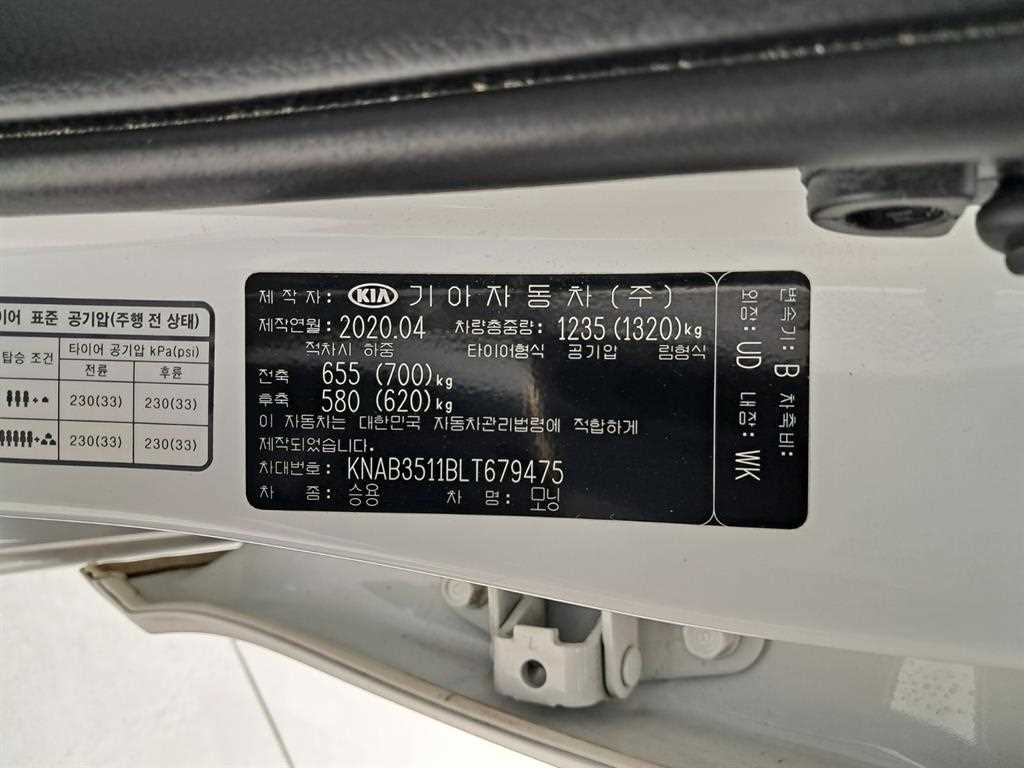 제 작 자: KIA 기아자동차(주)
제작연월: 2020.04 차량총중량: 1235 (1320)kg
적차시 하중 타이어형식 공기압 림형식
전축 655 (700)kg
후축 580 (620)kg
이 자동차는 대한민국 자동차관리법령에 적합하게
제작되었습니다.
차대번호: KNAB3511BLT679475
차 종: 승용 차 명: 모닝
변속기: B 차축비:
외장: UD 내장: WK
이어 표준 공기압(주행 전 상태)
탑승 조건 타이어 공기압 kPa(psi)
전륜 후륜
230(33) 230(33)
230(33) 230(33)